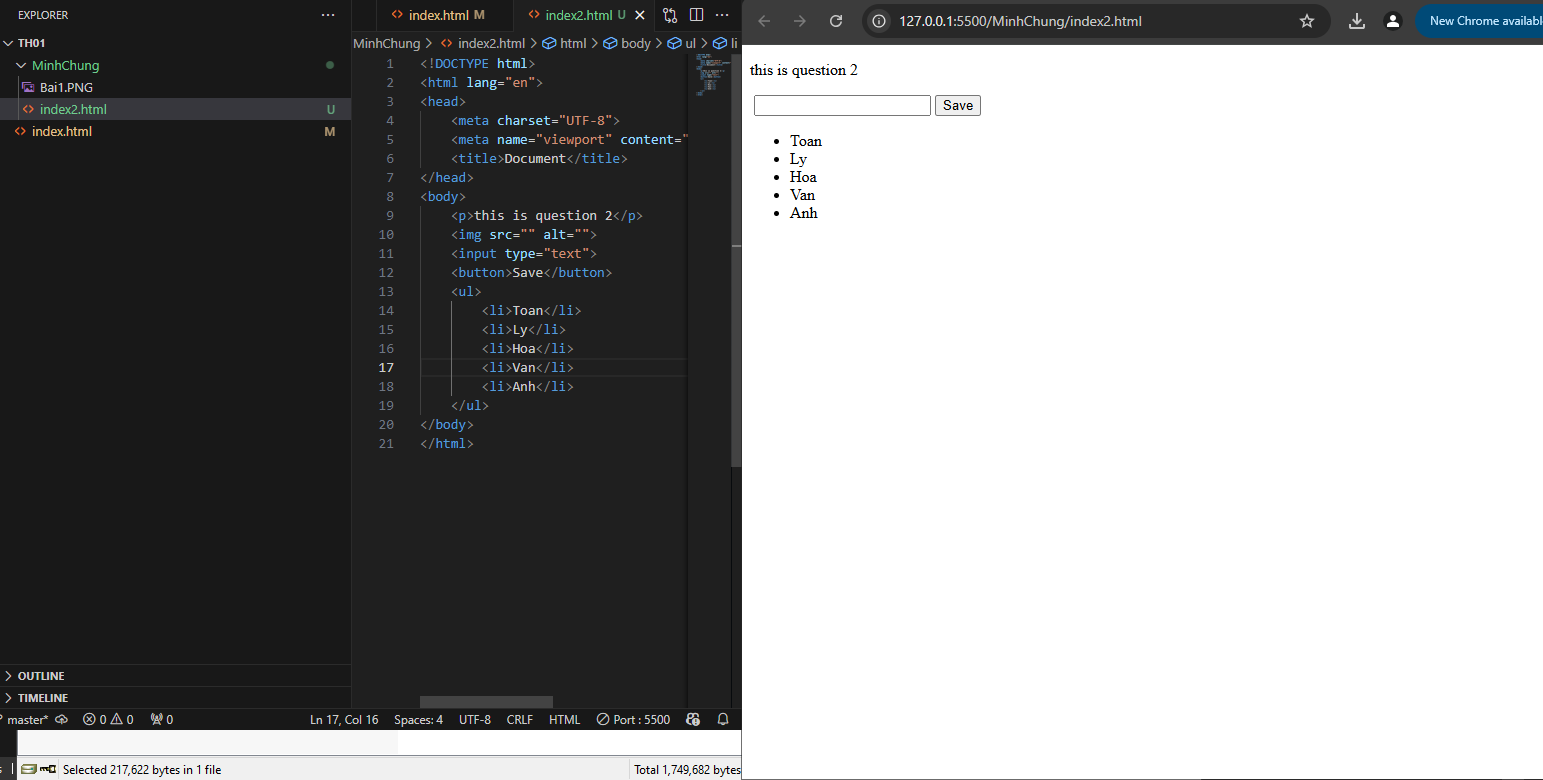 EXPLORER
TH01
MinhChung
Bai1.PNG
index2.html U
index.html M
OUTLINE
TIMELINE
index.html M
index2.html U
MinhChung > index2.html > html > body > ul > li
1 <!DOCTYPE html>
2 <html lang="en">
3 <head>
4 <meta charset="UTF-8">
5 <meta name="viewport" content="
6 <title>Document</title>
7 </head>
8 <body>
9 <p>this is question 2</p>
10 <img src="" alt="">
11 <input type="text">
12 <button>Save</button>
13 <ul>
14 <li>Toan</li>
15 <li>Ly</li>
16 <li>Hoa</li>
17 <li>Van</li>
18 <li>Anh</li>
19 </ul>
20 </body>
21 </html>
master* 0 0 0 Ln 17, Col 16 Spaces: 4 UTF-8 CRLF HTML Port : 5500
Selected 217,622 bytes in 1 file Total 1,749,682 bytes
127.0.0.1:5500/MinhChung/index2.html
New Chrome availabl
this is question 2
Save
• Toan
• Ly
• Hoa
• Van
• Anh